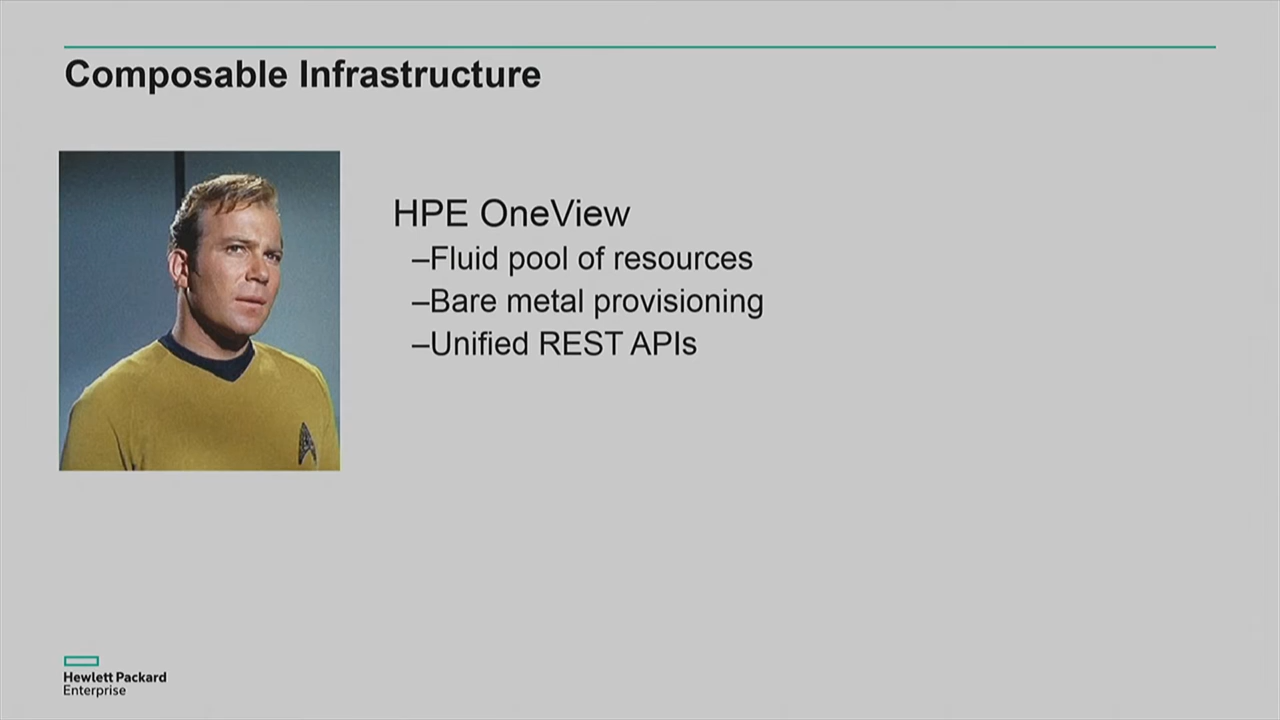 Composable Infrastructure
HPE OneView
–Fluid pool of resources
–Bare metal provisioning
–Unified REST APIs
Hewlett Packard
Enterprise